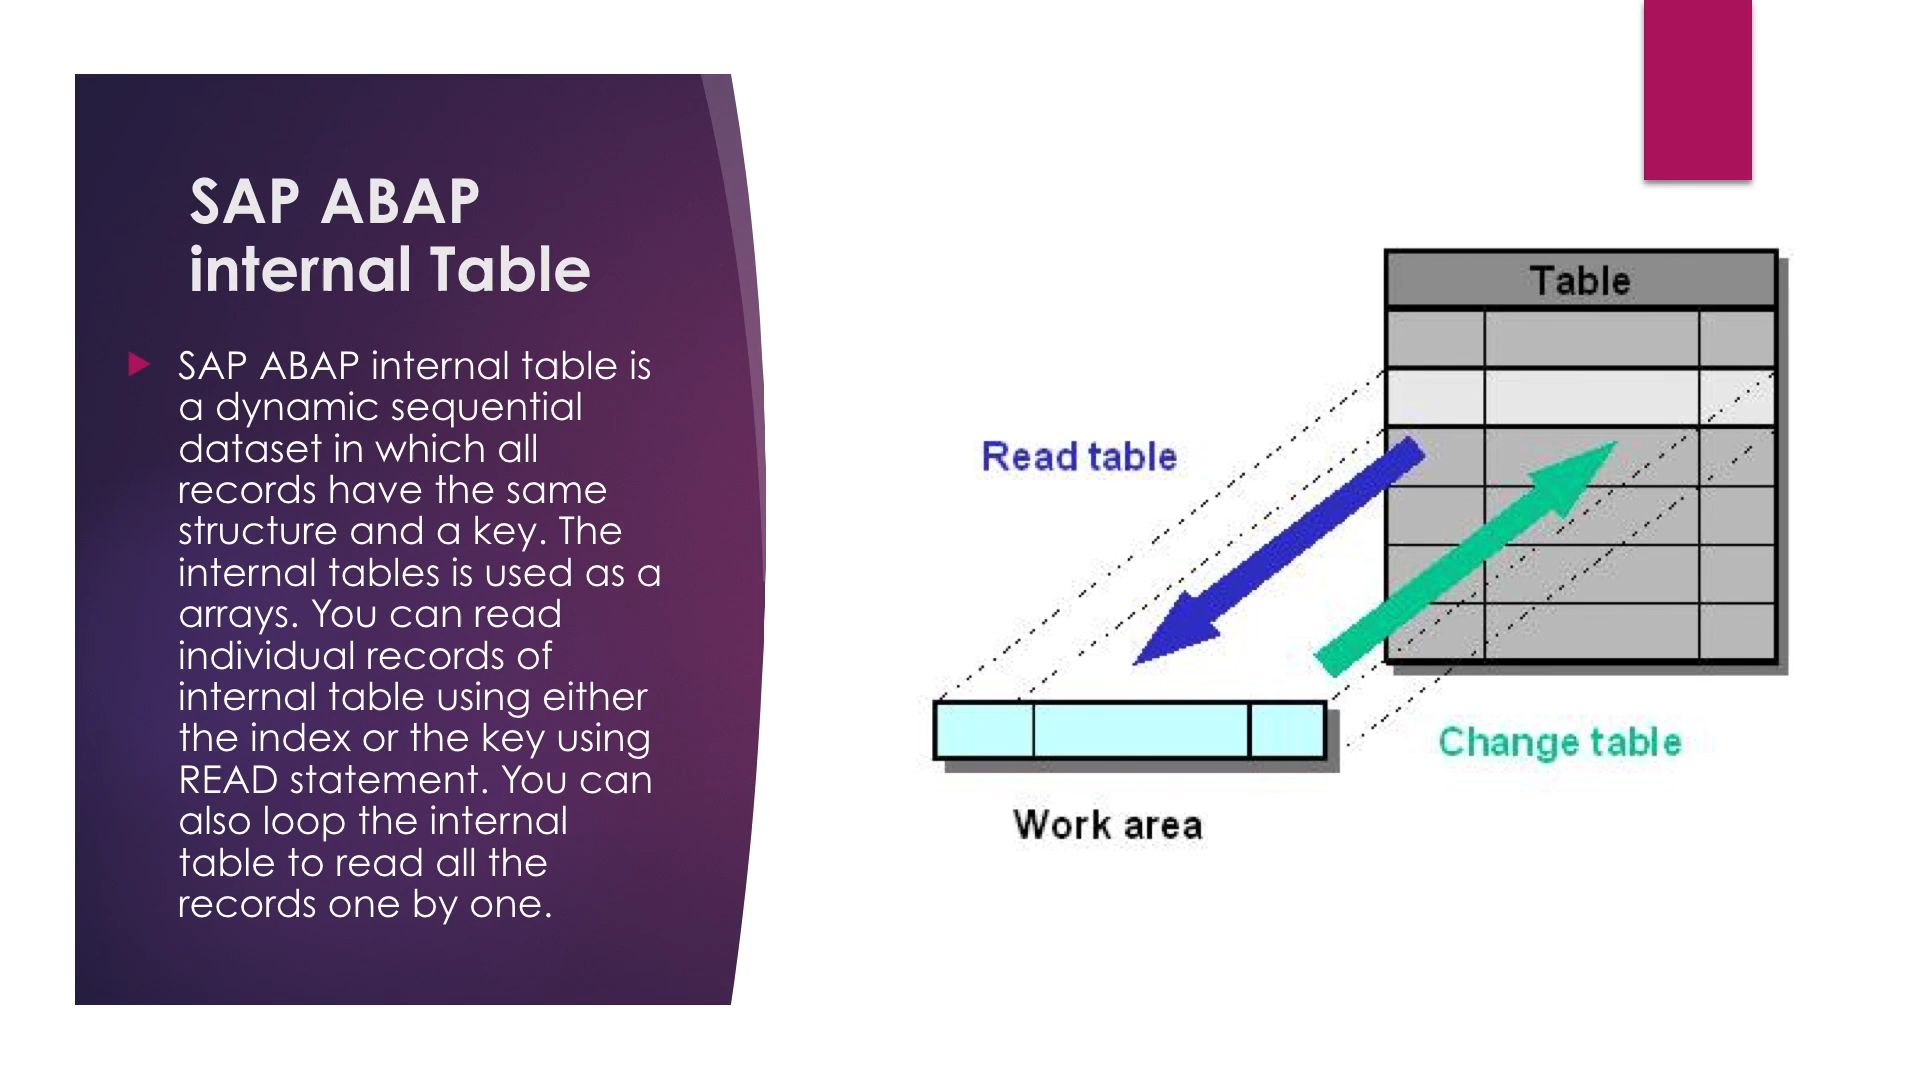 SAP ABAP
internal Table
SAP ABAP internal table is
a dynamic sequential
dataset in which all
records have the same
structure and a key. The
internal tables is used as a
arrays. You can read
individual records of
internal table using either
the index or the key using
READ statement. You can
also loop the internal
table to read all the
records one by one.
Table
Read table
Change table
Work area